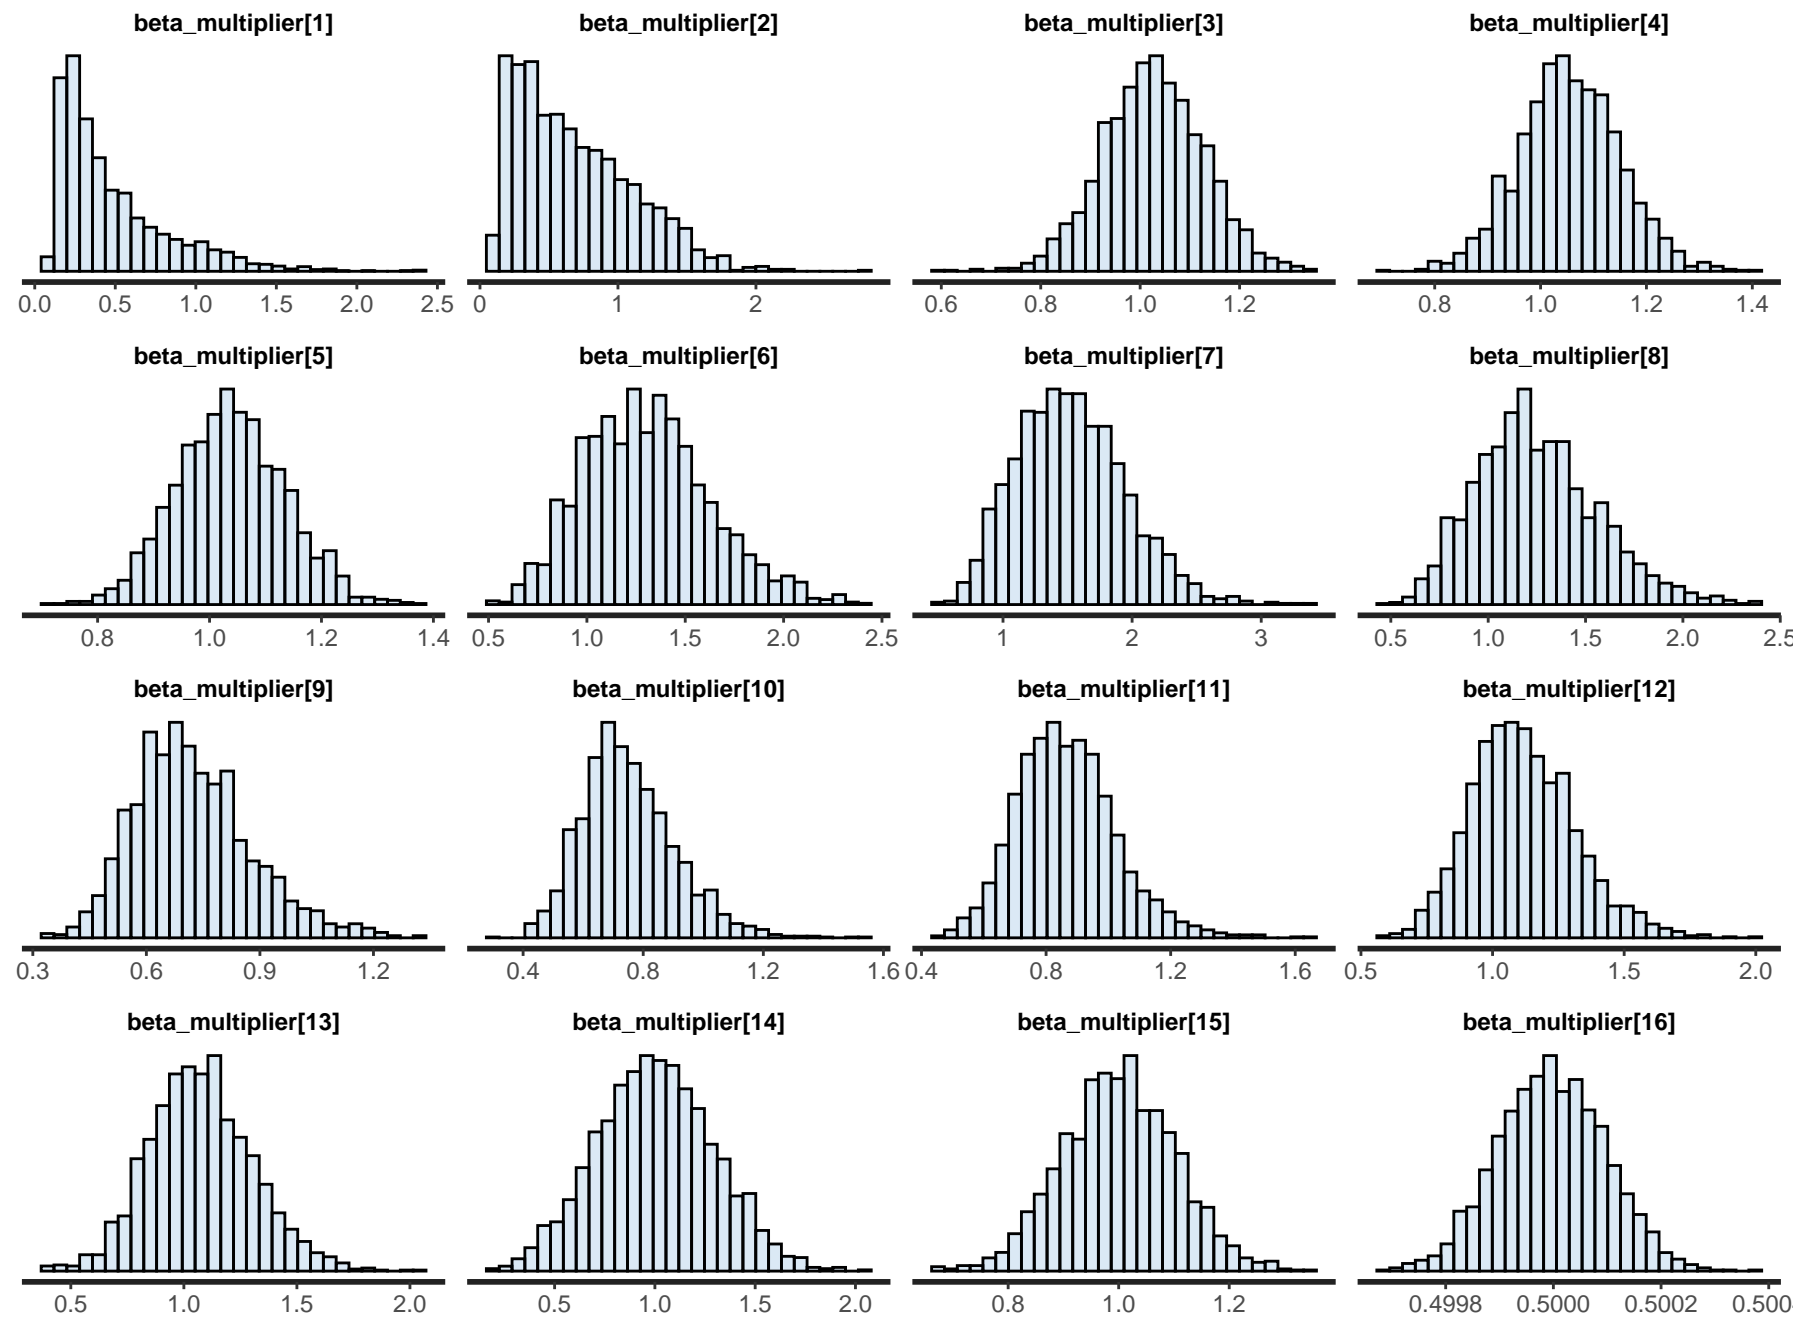 beta_multiplier[1] beta_multiplier[2] beta_multiplier[3] beta_multiplier[4]
0.0 0.5 1.0 1.5 2.0 2.5 0 1 2 0.6 0.8 1.0 1.2 0.8 1.0 1.2 1.4
beta_multiplier[5] beta_multiplier[6] beta_multiplier[7] beta_multiplier[8]
0.8 1.0 1.2 1.4 0.5 1.0 1.5 2.0 2.5 1 2 3 0.5 1.0 1.5 2.0 2.5
beta_multiplier[9] beta_multiplier[10] beta_multiplier[11] beta_multiplier[12]
0.3 0.6 0.9 1.2 0.4 0.8 1.2 1.6 0.4 0.8 1.2 1.6 0.5 1.0 1.5 2.0
beta_multiplier[13] beta_multiplier[14] beta_multiplier[15] beta_multiplier[16]
0.5 1.0 1.5 2.0 0.5 1.0 1.5 2.0 0.8 1.0 1.2 0.4998 0.5000 0.5002